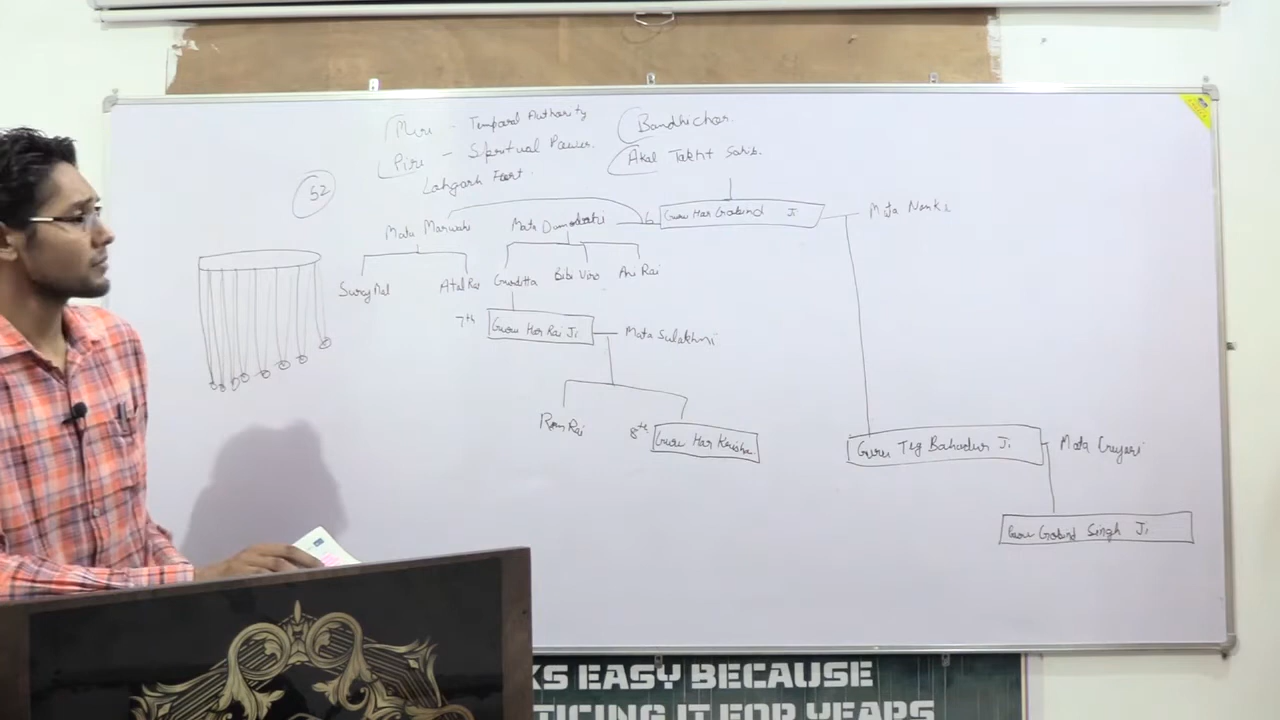 Miri - Temporal Authority
Piri - Spritual Power.
Lohgarh Fort.
Bandhichor.
Akal Takht Sahib.
52
6
Guru Har Gobind Ji
Mata Nanki
Mata Marwahi
Mata Damodari
Suraj Mal
Atal Rai
Gurditta
Bibi Viro
Ani Rai
7th
Guru Har Rai Ji
Mata Sulakhni
Ram Rai
8th
Guru Har Krishn
Guru Teg Bahadur Ji
Mata Gujari
Guru Gobind Singh Ji
KS EASY BECAUSE
TICING IT FOR YEARS